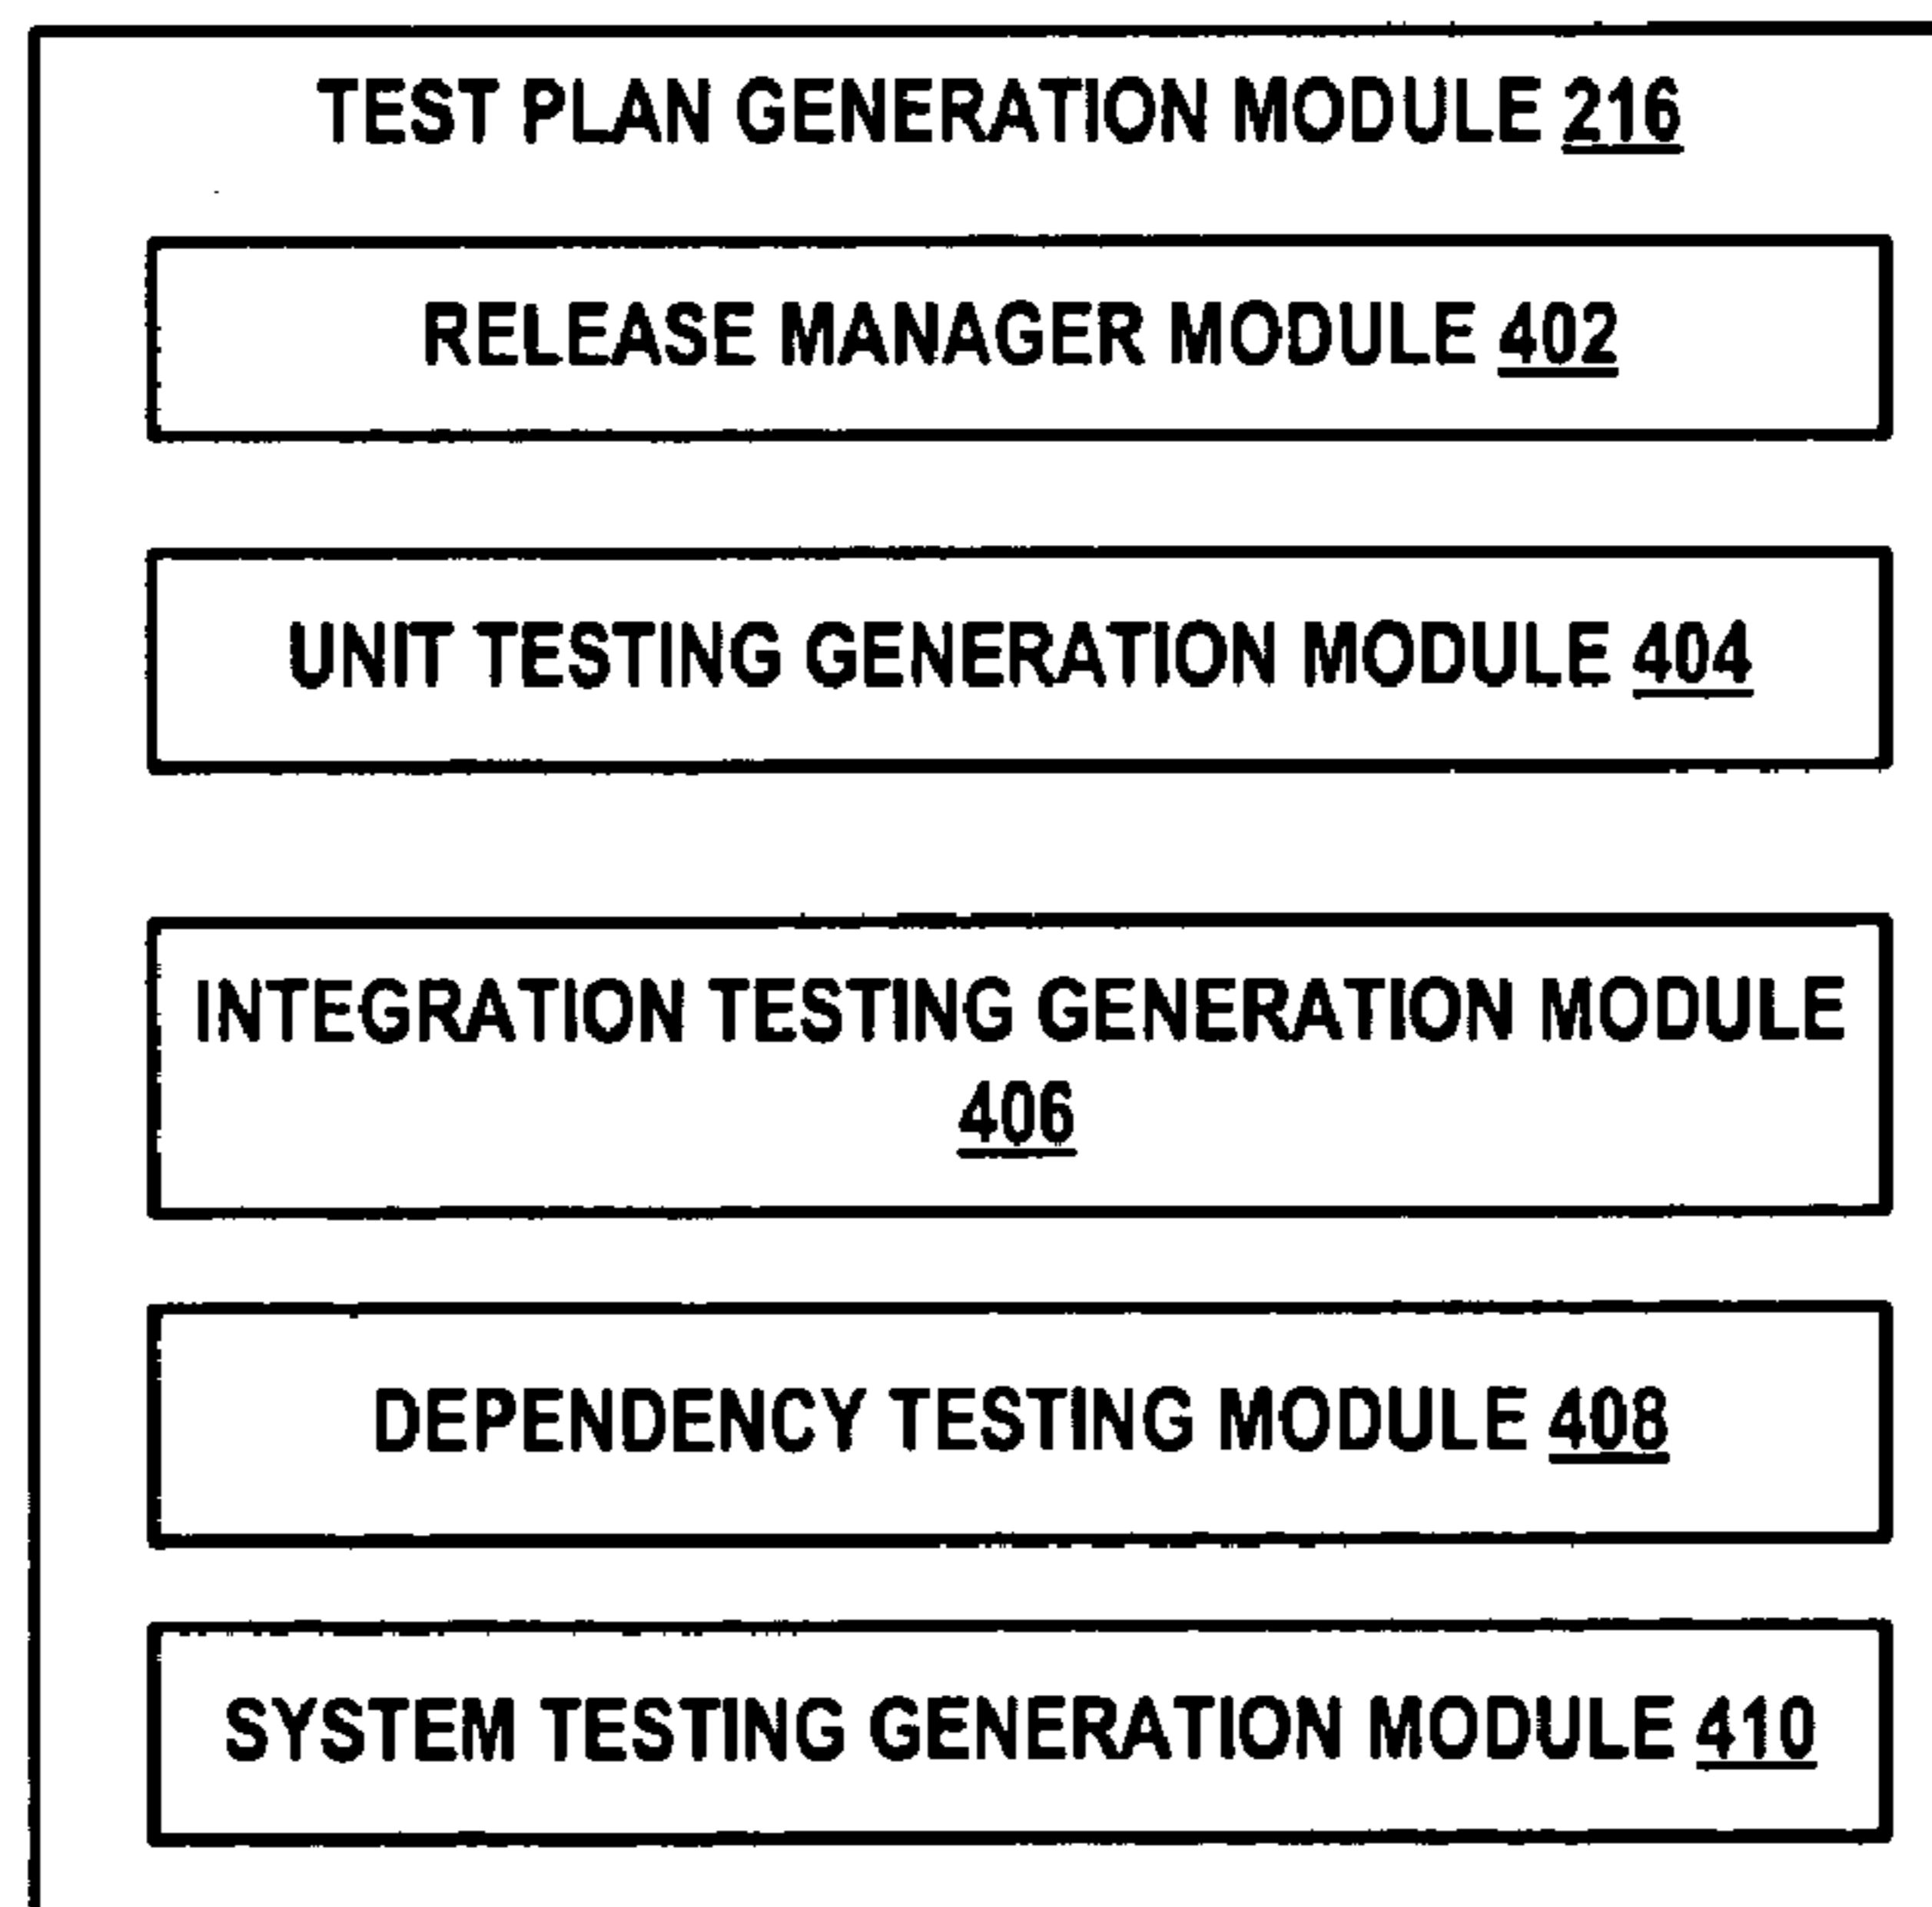 TEST PLAN GENERATION MODULE 216
RELEASE MANAGER MODULE 402
UNIT TESTING GENERATION MODULE 404
INTEGRATION TESTING GENERATION MODULE
406
DEPENDENCY TESTING MODULE 408
SYSTEM TESTING GENERATION MODULE 410